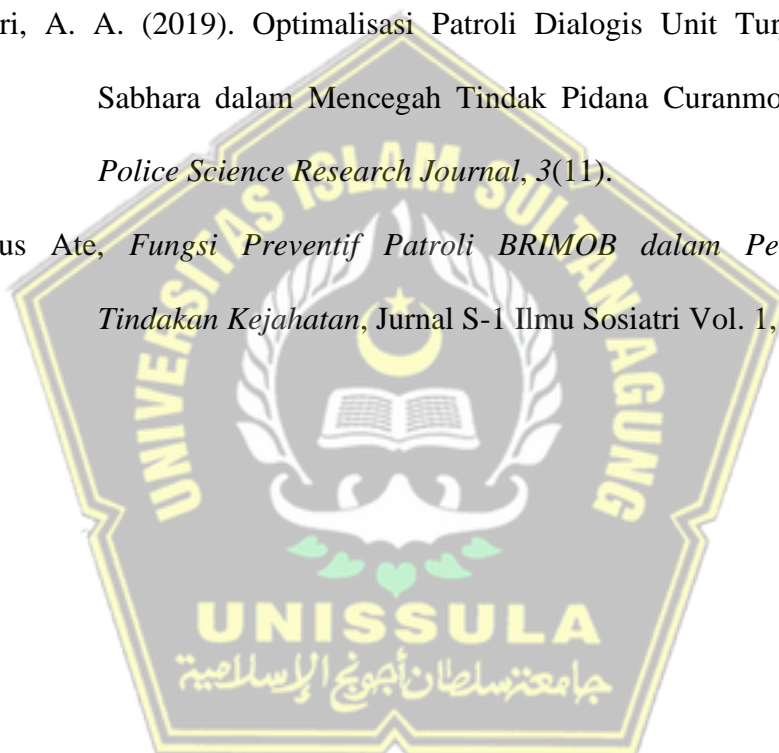 ri, A. A. (2019). Optimalisasi Patroli Dialogis Unit Tur
Sabhara dalam Mencegah Tindak Pidana Curanmo
Police Science Research Journal, 3(11).
us Ate, Fungsi Preventif Patroli BRIMOB dalam Pe
Tindakan Kejahatan, Jurnal S-1 Ilmu Sosiatri Vol. 1,
UNIVERSITAS ISLAM SULTAN AGUNG
UNISSULA
جامعة سلطان أجونج الإسلامية